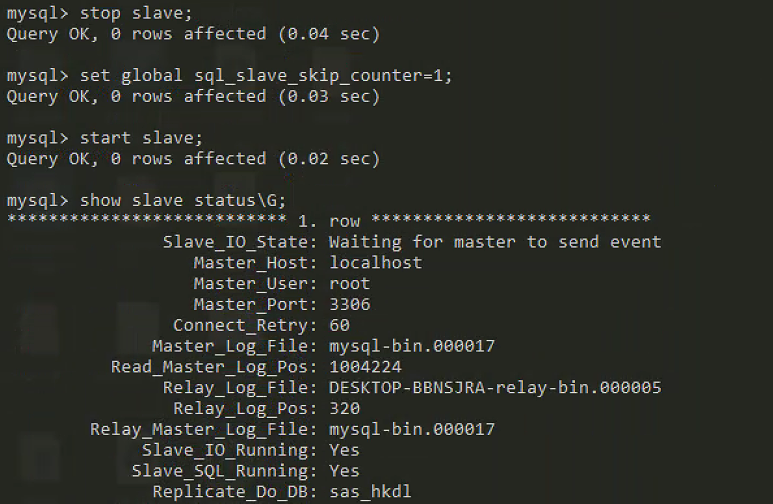 mysql> stop slave;
Query OK, 0 rows affected (0.04 sec)
mysql> set global sql_slave_skip_counter=1;
Query OK, 0 rows affected (0.03 sec)
mysql> start slave;
Query OK, 0 rows affected (0.02 sec)
mysql> show slave status\G;
*************************** 1. row ***************************
Slave_IO_State: Waiting for master to send event
Master_Host: localhost
Master_User: root
Master_Port: 3306
Connect_Retry: 60
Master_Log_File: mysql-bin.000017
Read_Master_Log_Pos: 1004224
Relay_Log_File: DESKTOP-BBNSJRA-relay-bin.000005
Relay_Log_Pos: 320
Relay_Master_Log_File: mysql-bin.000017
Slave_IO_Running: Yes
Slave_SQL_Running: Yes
Replicate_Do_DB: sas_hkdl